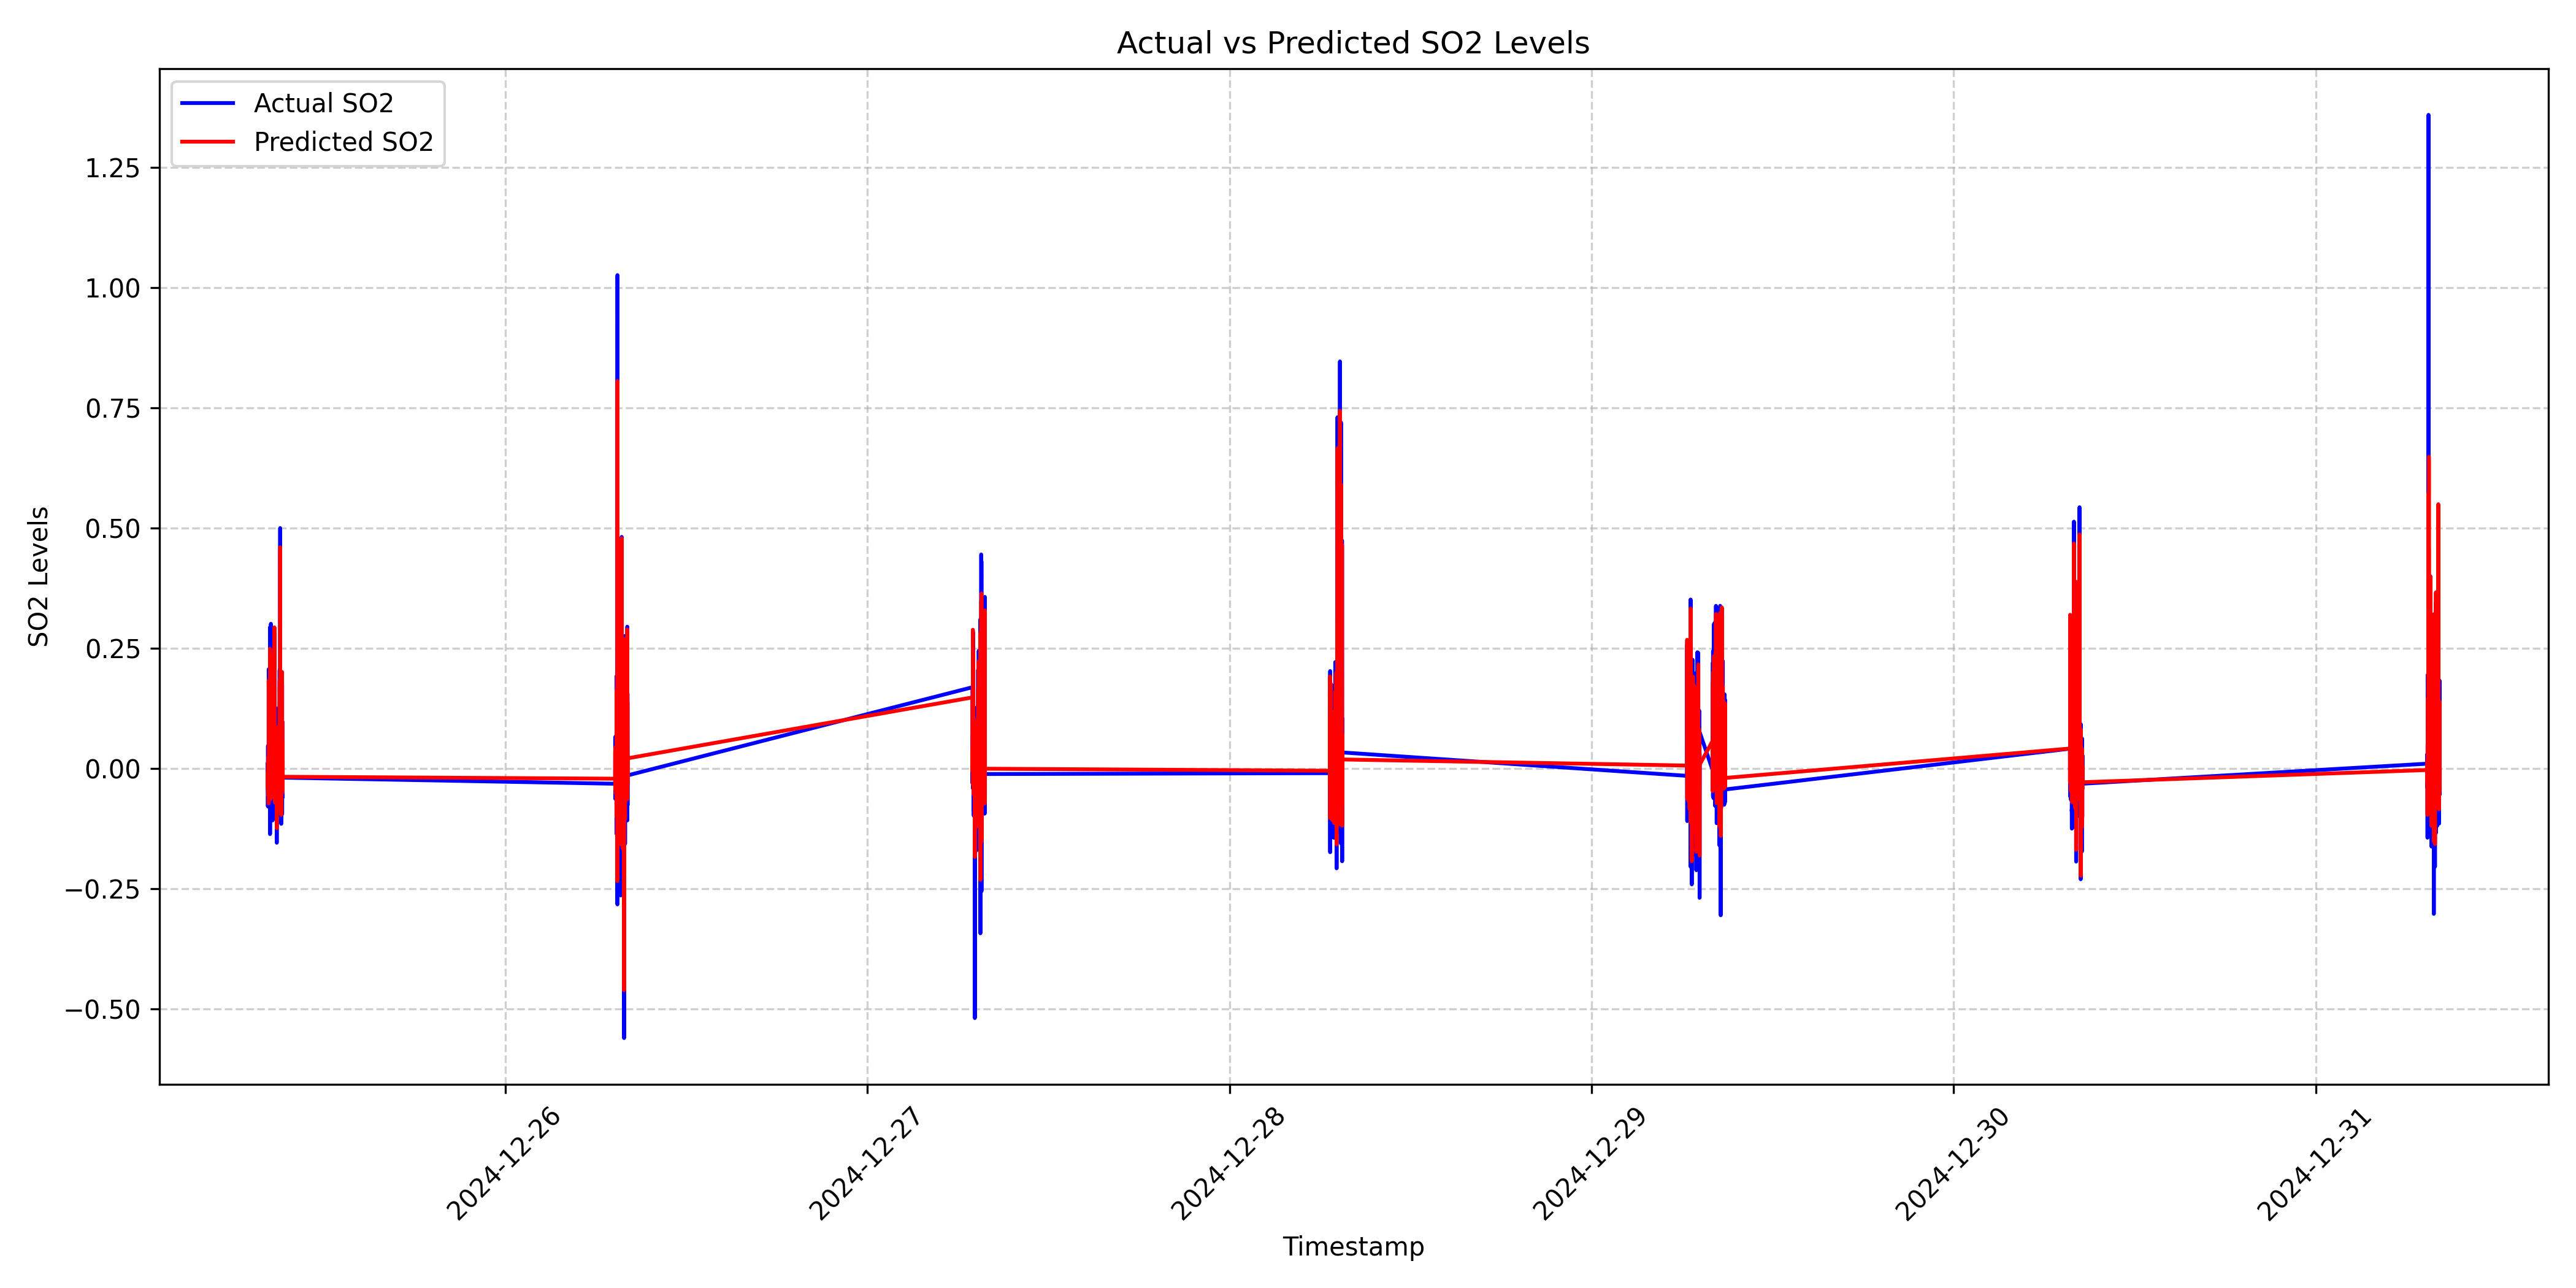 Actual vs Predicted SO2 Levels
Actual SO2
Predicted SO2
SO2 Levels
1.25
1.00
0.75
0.50
0.25
0.00
−0.25
−0.50
2024-12-26
2024-12-27
2024-12-28
2024-12-29
2024-12-30
2024-12-31
Timestamp